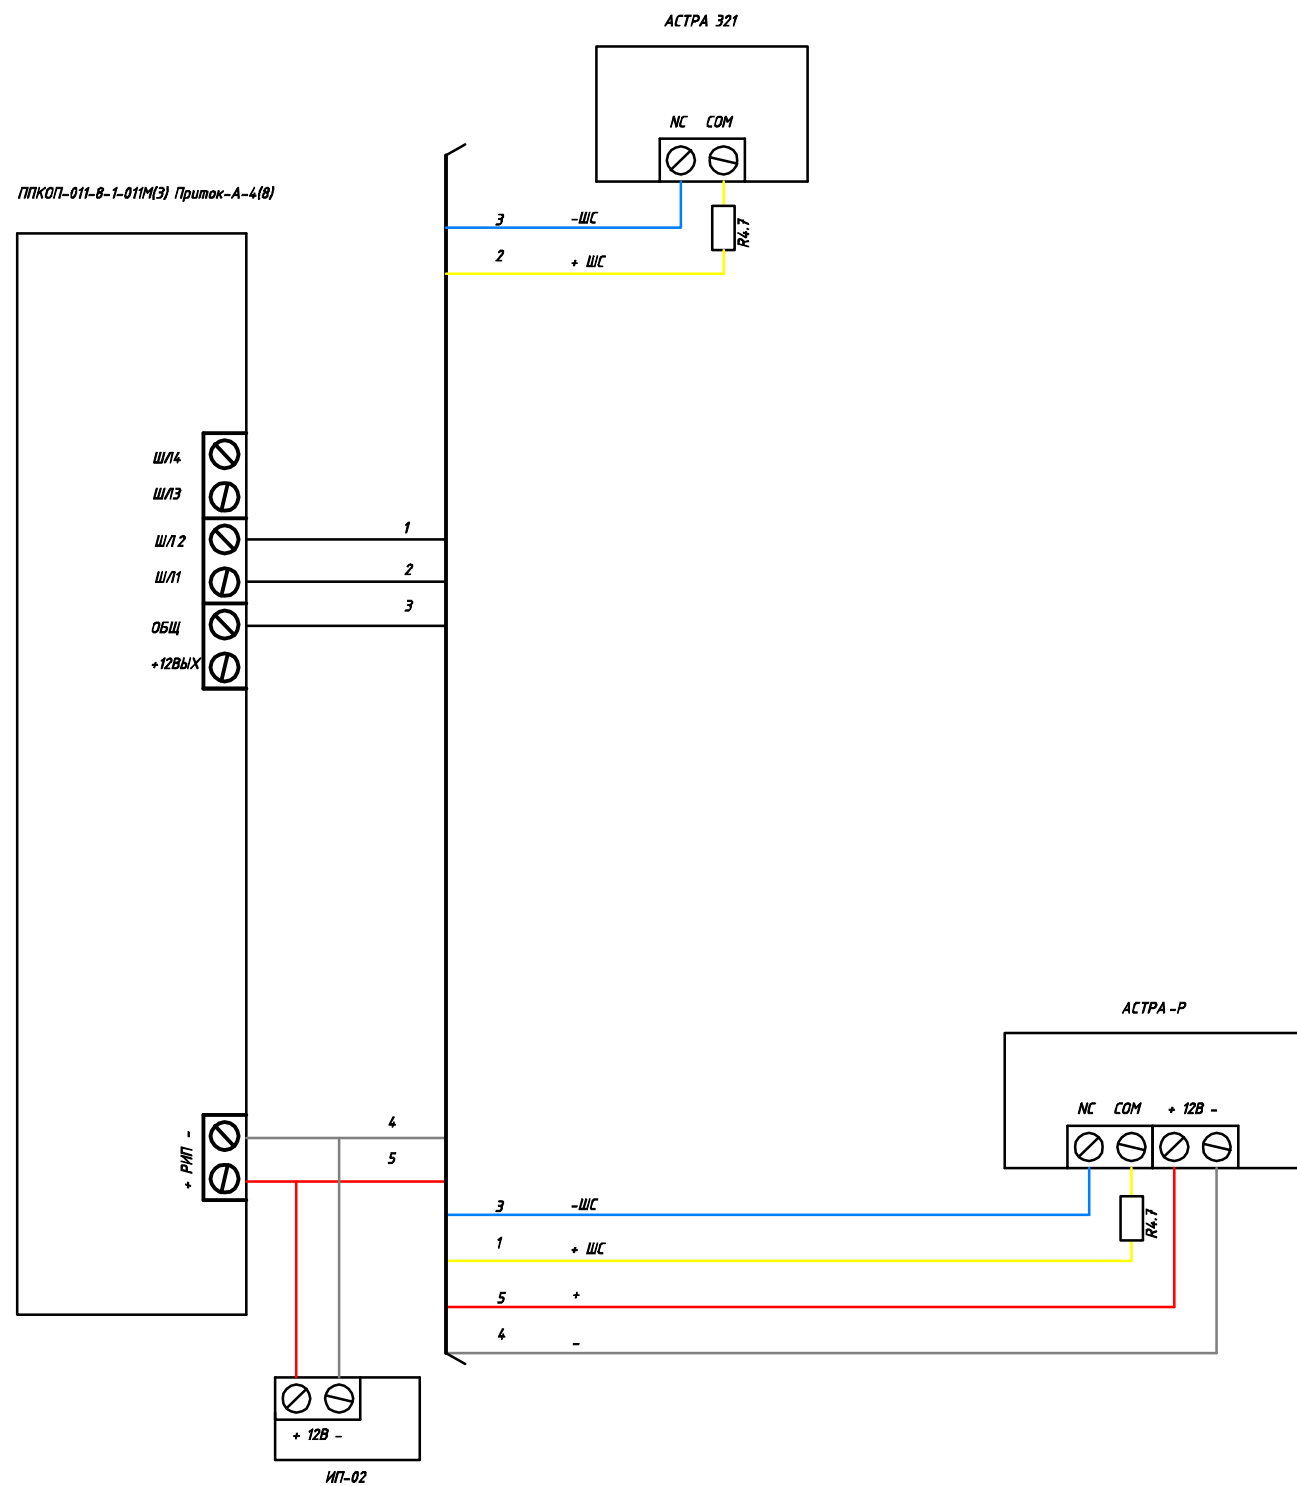 АСТРА 321
NC COM
ППКОП-011-8-1-011М(3) Приток-А-4(8)
3 -ШС
R4.7
2 + ШС
ШЛ4
ШЛ3
ШЛ 2 1
ШЛ1 2
ОБЩ 3
+12ВЫХ
АСТРА -Р
NC COM + 12В -
+ РИП -
4
5
3 -ШС
R4.7
1 + ШС
5 +
4 -
+ 12В -
ИП-02